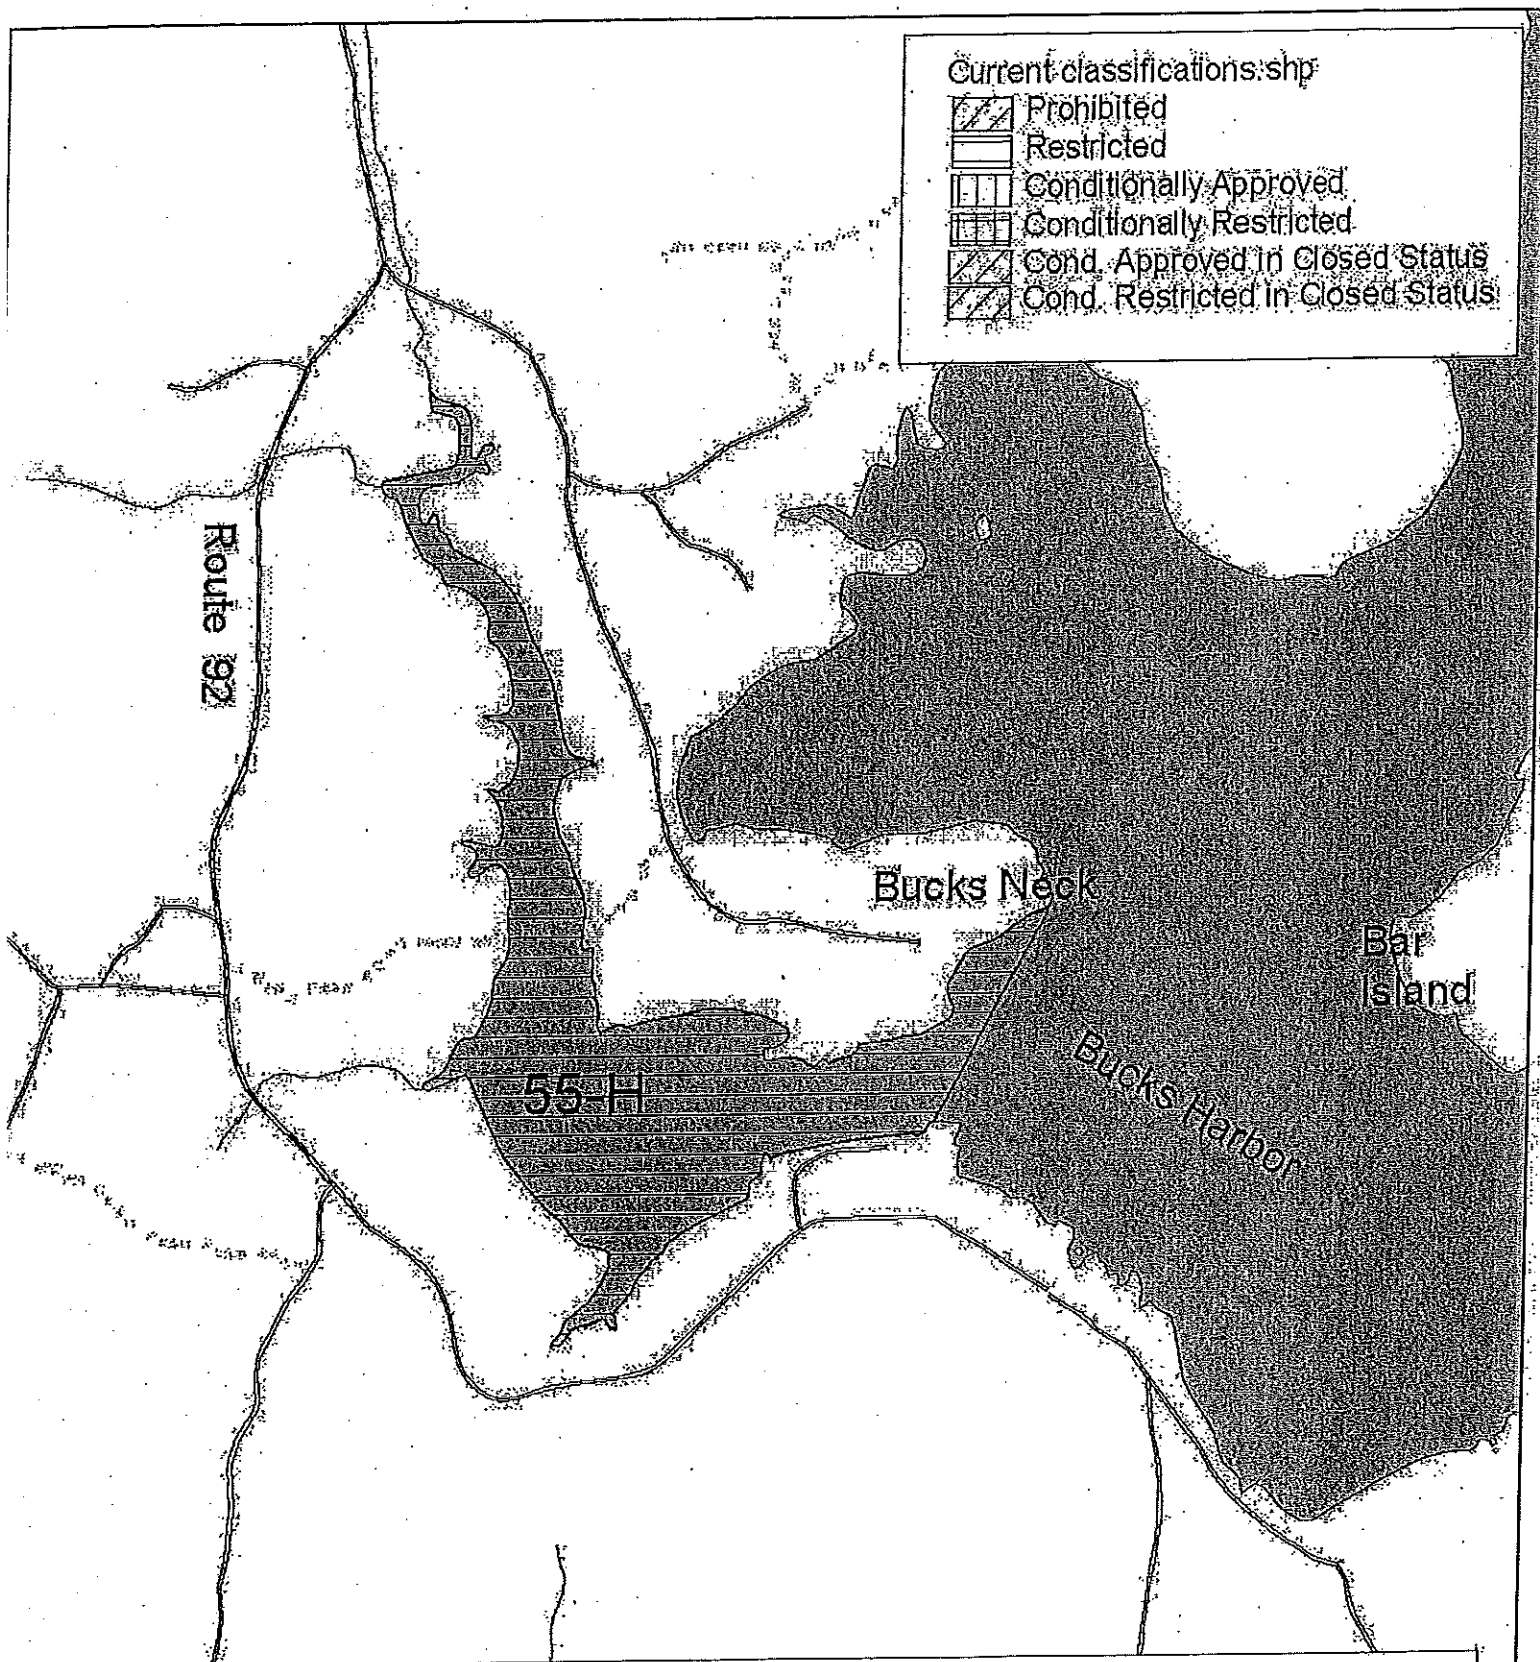 Current classifications.shp
Prohibited
Restricted
Conditionally Approved
Conditionally Restricted
Cond. Approved in Closed Status
Cond. Restricted in Closed Status
Route 92
Bucks Neck
Bar
Island
55-H
Bucks Harbor